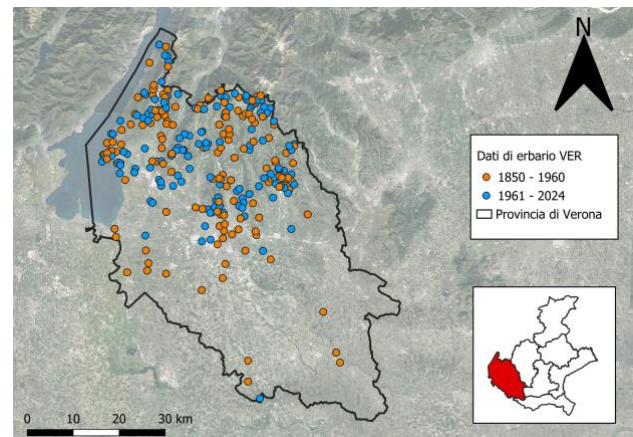 N
Dati di erbario VER
1850 - 1960
1961 - 2024
Provincia di Verona
0 10 20 30 km